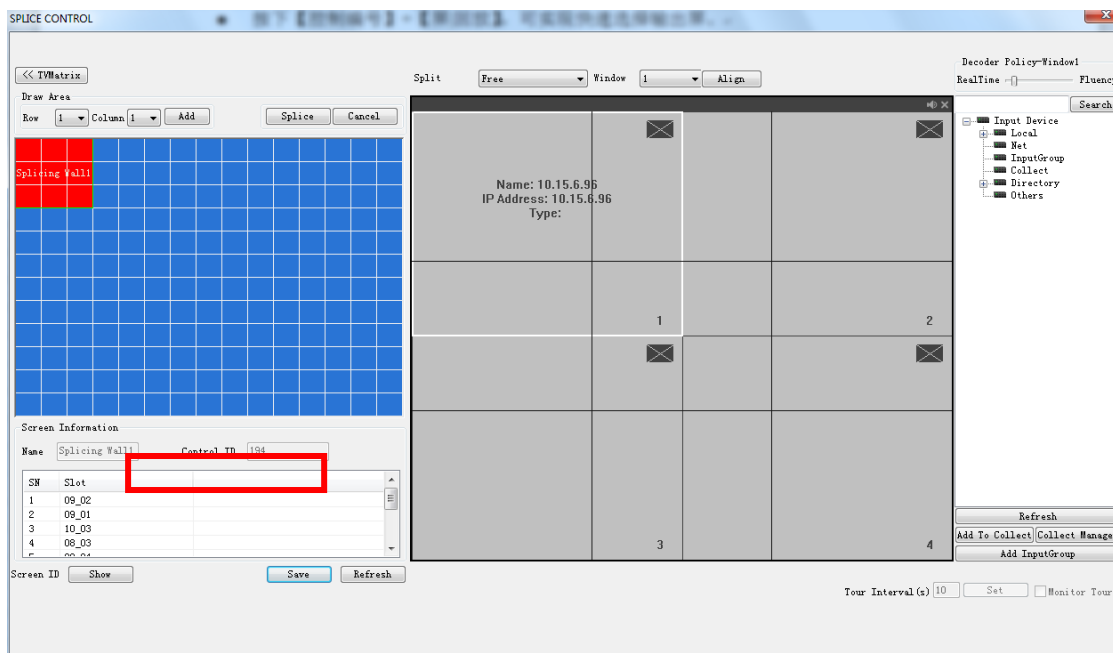 SPLICE CONTROL
<< TVMatrix
Draw Area
Row 1 Column 1 Add Splice Cancel
Splicing Wall1
Screen Information
Name Splicing Wall1 Control ID 194
SN Slot
1 09_02
2 09_01
3 10_03
4 08_03
Screen ID Show Save Refresh
Split Free Window 1 Align
Name: 10.15.6.96
IP Address: 10.15.6.96
Type:
1
2
3
4
Decoder Policy-Window1
RealTime Fluency
Search
Input Device
Local
Net
InputGroup
Collect
Directory
Others
Refresh
Add To Collect Collect Manage
Add InputGroup
Tour Interval(s) 10 Set Monitor Tour